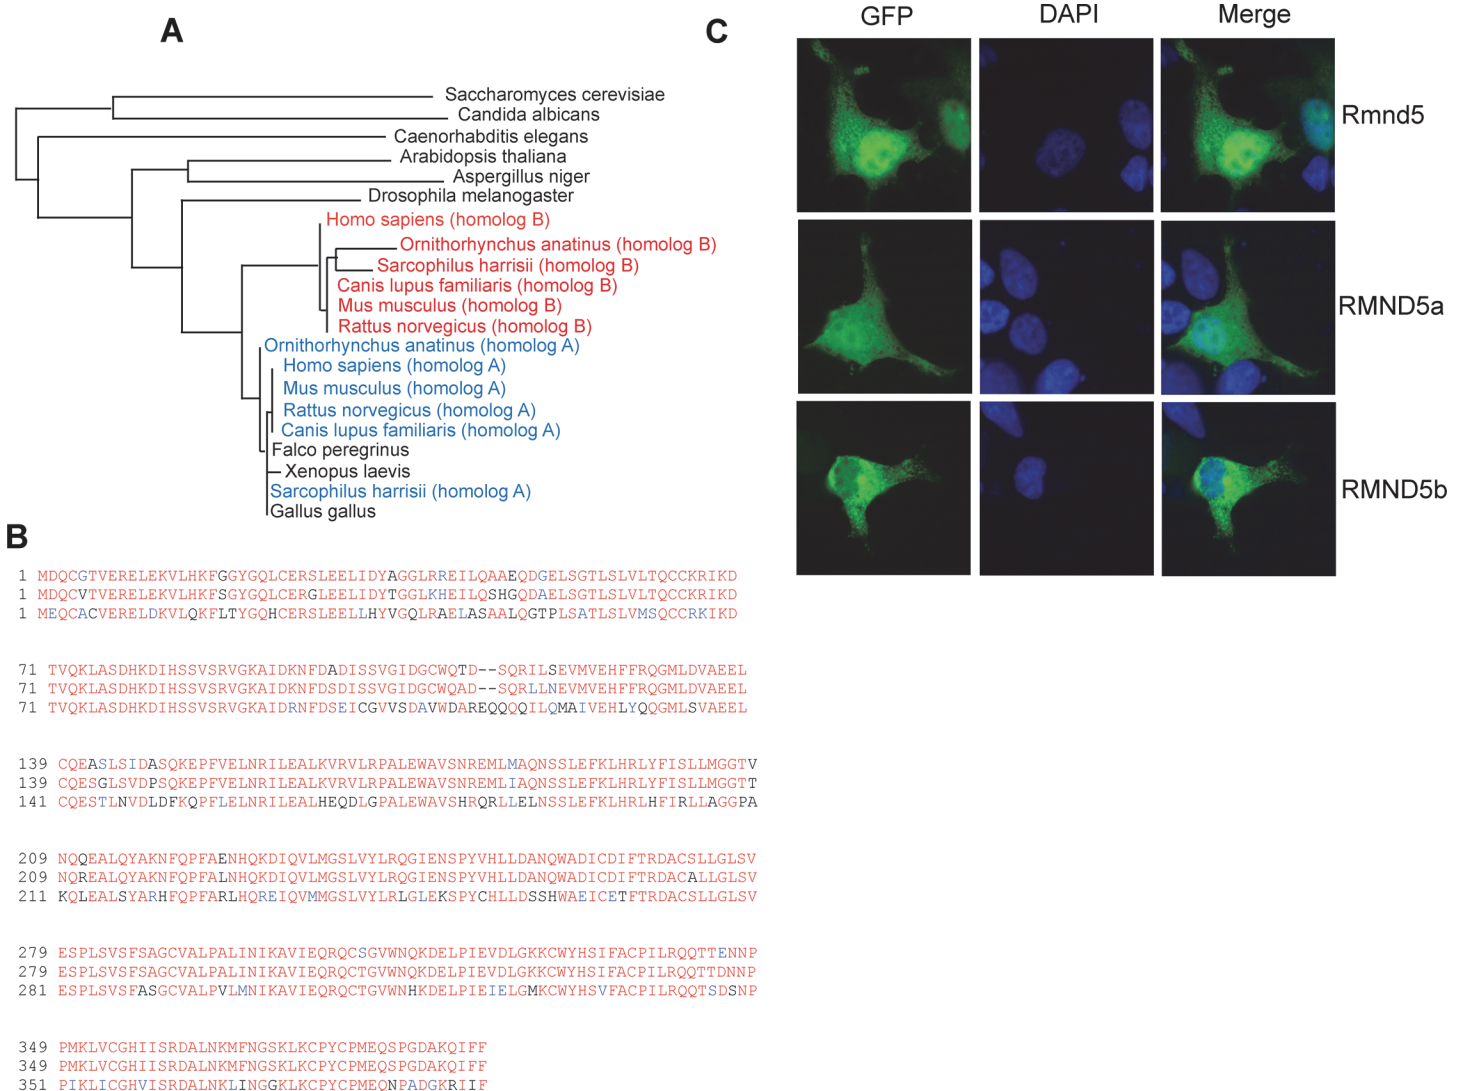 A
Saccharomyces cerevisiae
Candida albicans
Caenorhabditis elegans
Arabidopsis thaliana
Aspergillus niger
Drosophila melanogaster
Homo sapiens (homolog B)
Ornithorhynchus anatinus (homolog B)
Sarcophilus harrisii (homolog B)
Canis lupus familiaris (homolog B)
Mus musculus (homolog B)
Rattus norvegicus (homolog B)
Ornithorhynchus anatinus (homolog A)
Homo sapiens (homolog A)
Mus musculus (homolog A)
Rattus norvegicus (homolog A)
Canis lupus familiaris (homolog A)
Falco peregrinus
Xenopus laevis
Sarcophilus harrisii (homolog A)
Gallus gallus
B
1 MDQCGTVERELEKVLHKFGGYGQLCERSLEELIDYAGGLRREILQAAEQDGELSGTLSLVLTQCCKRIKD
1 MDQCVTVERELEKVLHKFSGYGQLCERGLEELIDYTGGLKHEILQSHGQDAELSGTLSLVLTQCCKRIKD
1 MEQCACVERELDKVLQKFLTYGQHCERSLEELLHYVGQLRAELASAALQGTPLSATLSLVMSQCCRKIKD
71 TVQKLASDHKDIHSSVSRVGKAIDKNFDADISSVGIDGCWQTD--SQRILSEVMVEHFFRQGMLDVAEEL
71 TVQKLASDHKDIHSSVSRVGKAIDKNFDSDISSVGIDGCWQAD--SQRLLNEVMVEHFFRQGMLDVAEEL
71 TVQKLASDHKDIHSSVSRVGKAIDRNFDSEICGVVSDAVWDAREQQQQILQMAIVEHLYQQGMLSVAEEL
139 CQEASLSIDASQKEPFVELNRILEALKVRVLRPALEWAVSNREMLMAQNSSLEFKLHRLYFISLLMGGTV
139 CQESGLSVDPSQKEPFVELNRILEALKVRVLRPALEWAVSNREMLIAQNSSLEFKLHRLYFISLLMGGTT
141 CQESTLNVDLDFKQPFLELNRILEALHEQDLGPALEWAVSHRQRLLELNSSLEFKLHRLHFIRLLAGGPA
209 NQQEALQYAKNFQPFAENHQKDIQVLMGSLVYLRQGIENSPYVHLLDANQWADICDIFTRDACSLLGLSV
209 NQREALQYAKNFQPFALNHQKDIQVLMGSLVYLRQGIENSPYVHLLDANQWADICDIFTRDACALLGLSV
211 KQLEALSYARHFQPFARLHQREIQVMMGSLVYLRLGLEKSPYCHLLDSSHWAEICETFTRDACSLLGLSV
279 ESPLSVSFSAGCVALPALINIKAVIEQRQCSGVWNQKDELPIEVDLGKKCWYHSIFACPILRQQTTENNP
279 ESPLSVSFSAGCVALPALINIKAVIEQRQCTGVWNQKDELPIEVDLGKKCWYHSIFACPILRQQTTDNNP
281 ESPLSVSFASGCVALPVLMNIKAVIEQRQCTGVWNHKDELPIEIELGMKCWYHSVFACPILRQQTSDSNP
349 PMKLVCGHIISRDALNKMFNGSKLKCPYCPMEQSPGDAKQIFF
349 PMKLVCGHIISRDALNKMFNGSKLKCPYCPMEQSPGDAKQIFF
351 PIKLICGHVISRDALNKLINGGKLKCPYCPMEQNPADGKRIIF
C
GFP DAPI Merge
Rmnd5
RMND5a
RMND5b